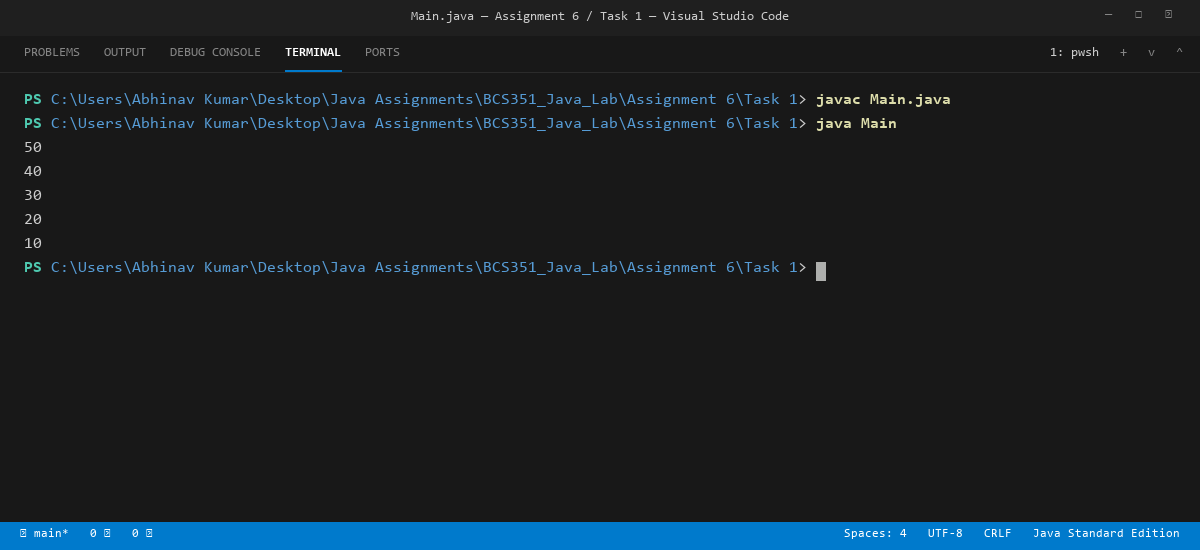 Main.java — Assignment 6 / Task 1 — Visual Studio Code
PROBLEMS OUTPUT DEBUG CONSOLE TERMINAL PORTS 1: pwsh + v ^
PS C:\Users\Abhinav Kumar\Desktop\Java Assignments\BCS351_Java_Lab\Assignment 6\Task 1> javac Main.java
PS C:\Users\Abhinav Kumar\Desktop\Java Assignments\BCS351_Java_Lab\Assignment 6\Task 1> java Main
50
40
30
20
10
PS C:\Users\Abhinav Kumar\Desktop\Java Assignments\BCS351_Java_Lab\Assignment 6\Task 1>
main* 0 0 Spaces: 4 UTF-8 CRLF Java Standard Edition